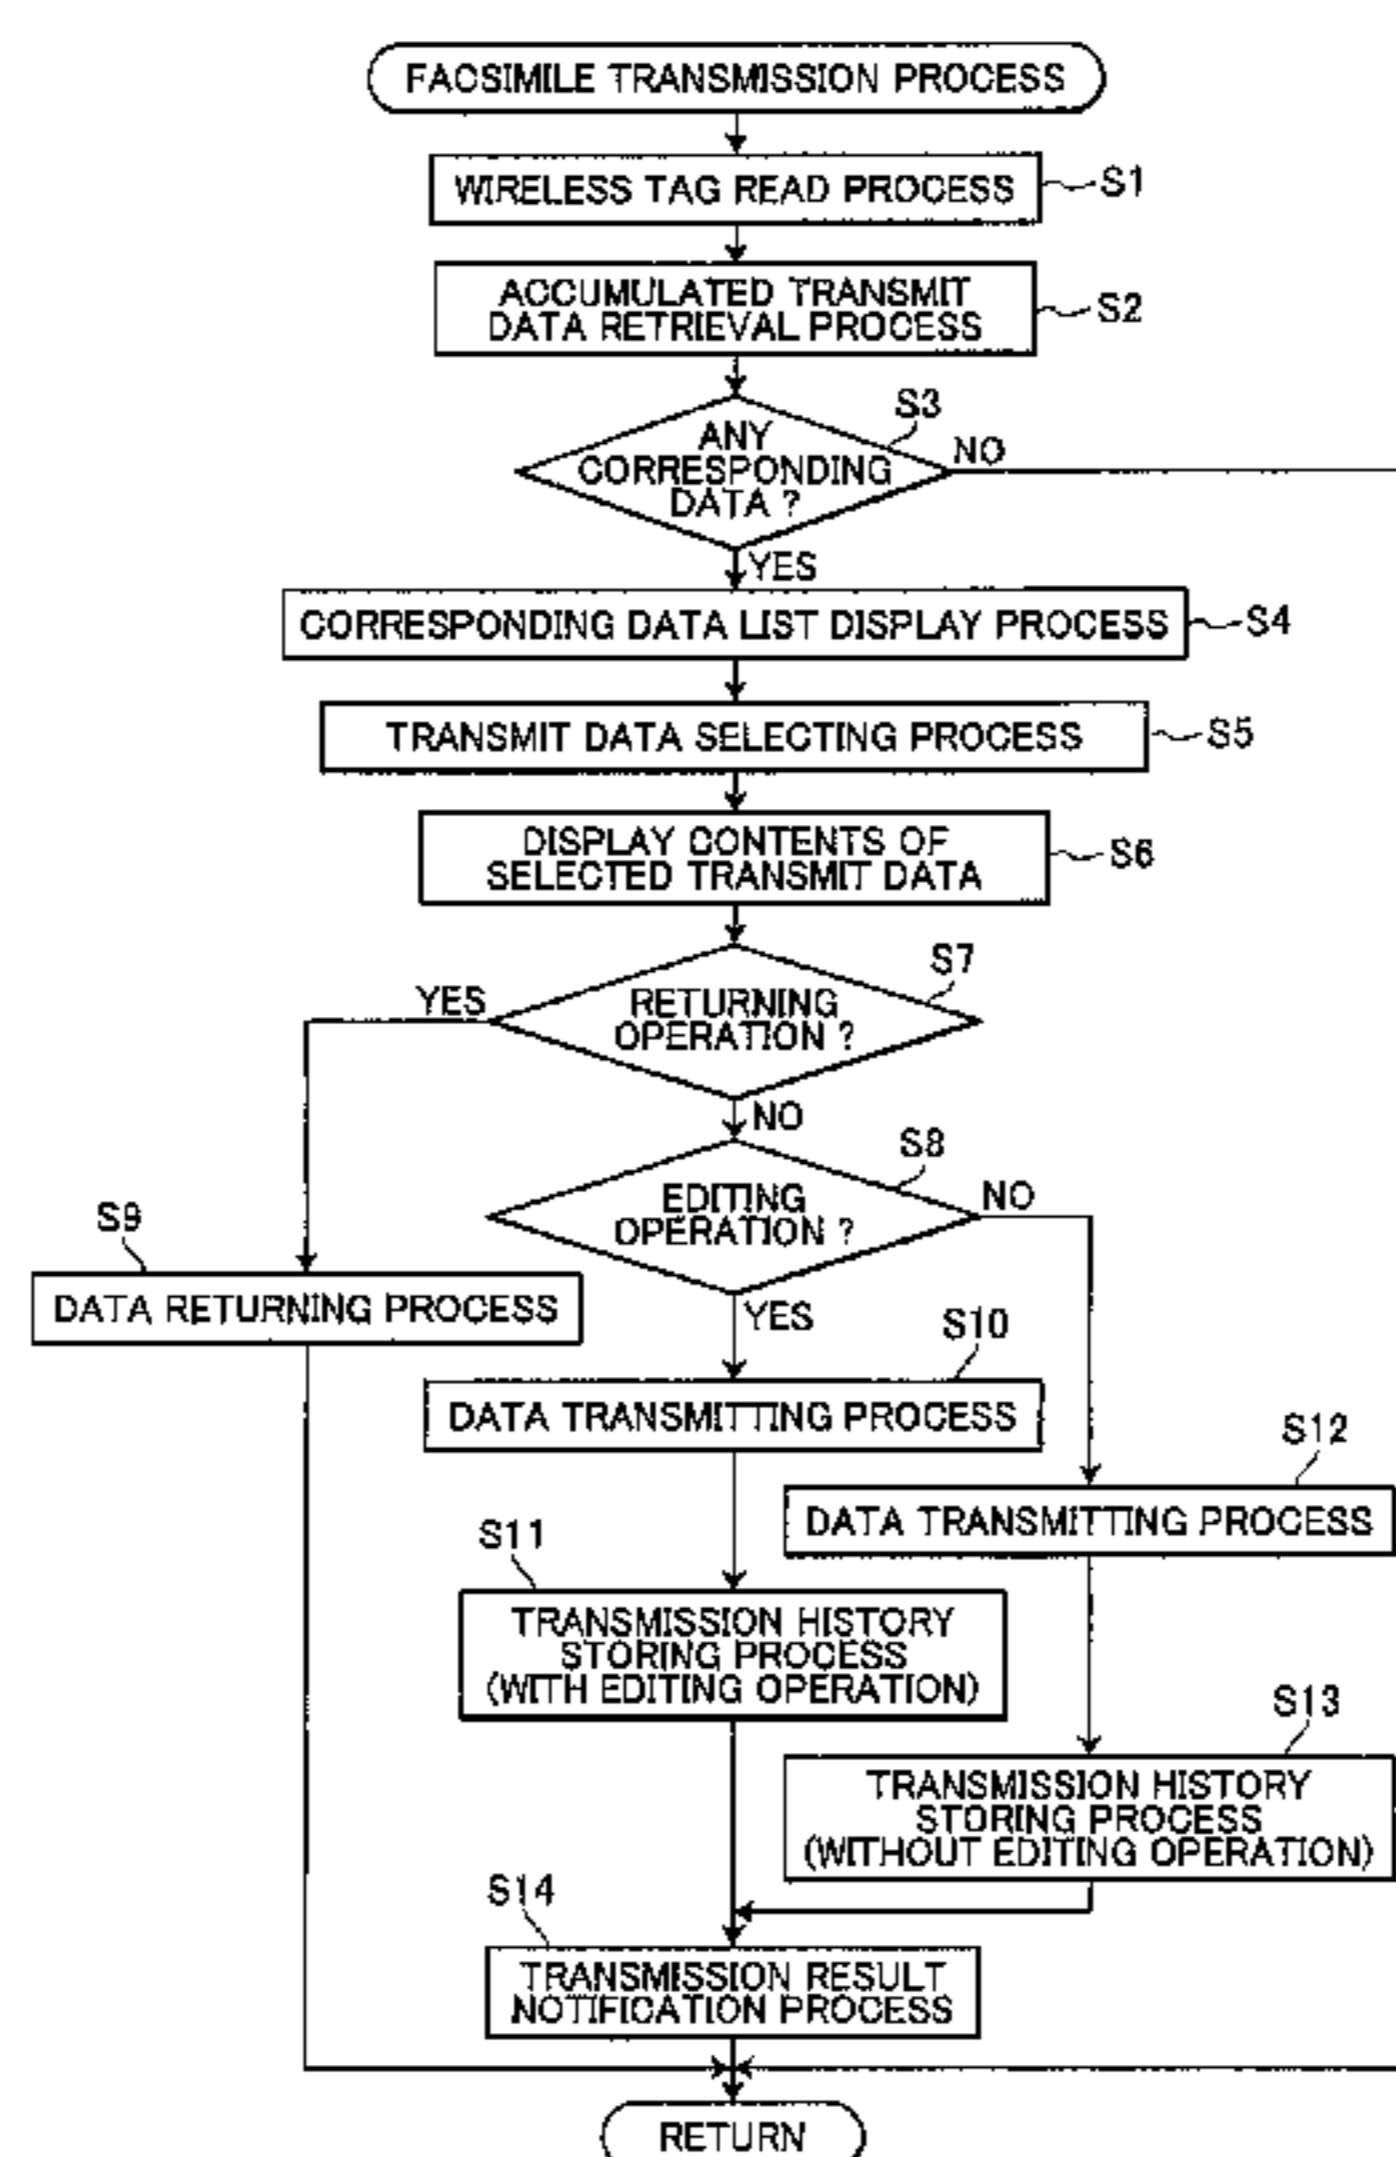 FACSIMILE TRANSMISSION PROCESS
WIRELESS TAG READ PROCESS
S1
ACCUMULATED TRANSMIT
DATA RETRIEVAL PROCESS
S2
S3
ANY
CORRESPONDING
DATA ?
NO
YES
CORRESPONDING DATA LIST DISPLAY PROCESS
S4
TRANSMIT DATA SELECTING PROCESS
S5
DISPLAY CONTENTS OF
SELECTED TRANSMIT DATA
S6
S7
YES
RETURNING
OPERATION ?
NO
S8
EDITING
OPERATION ?
NO
S9
DATA RETURNING PROCESS
YES
S10
DATA TRANSMITTING PROCESS
S12
DATA TRANSMITTING PROCESS
S11
TRANSMISSION HISTORY
STORING PROCESS
(WITH EDITING OPERATION)
S13
TRANSMISSION HISTORY
STORING PROCESS
(WITHOUT EDITING OPERATION)
S14
TRANSMISSION RESULT
NOTIFICATION PROCESS
RETURN